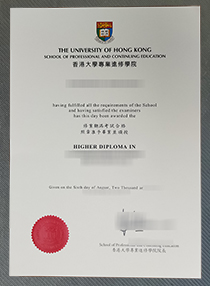 THE UNIVERSITY OF HONG KONG
SCHOOL OF PROFESSIONAL AND CONTINUING EDUCATION
香港大學專業進修學院
having fulfilled all the requirements of the School
and having satisfied the examiners
has this day been awarded the
HIGHER DIPLOMA IN
Given on the Tenth day of August, Two Thousand
School of Professional and Continuing Education
香港大學專業進修學院院長